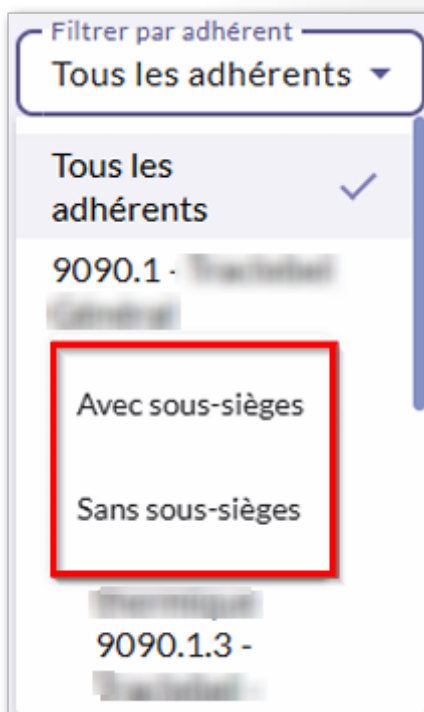 Filtrer par adhérent
Tous les adhérents
Tous les
adhérents
9090.1 -
Avec sous-sièges
Sans sous-sièges
9090.1.3 -